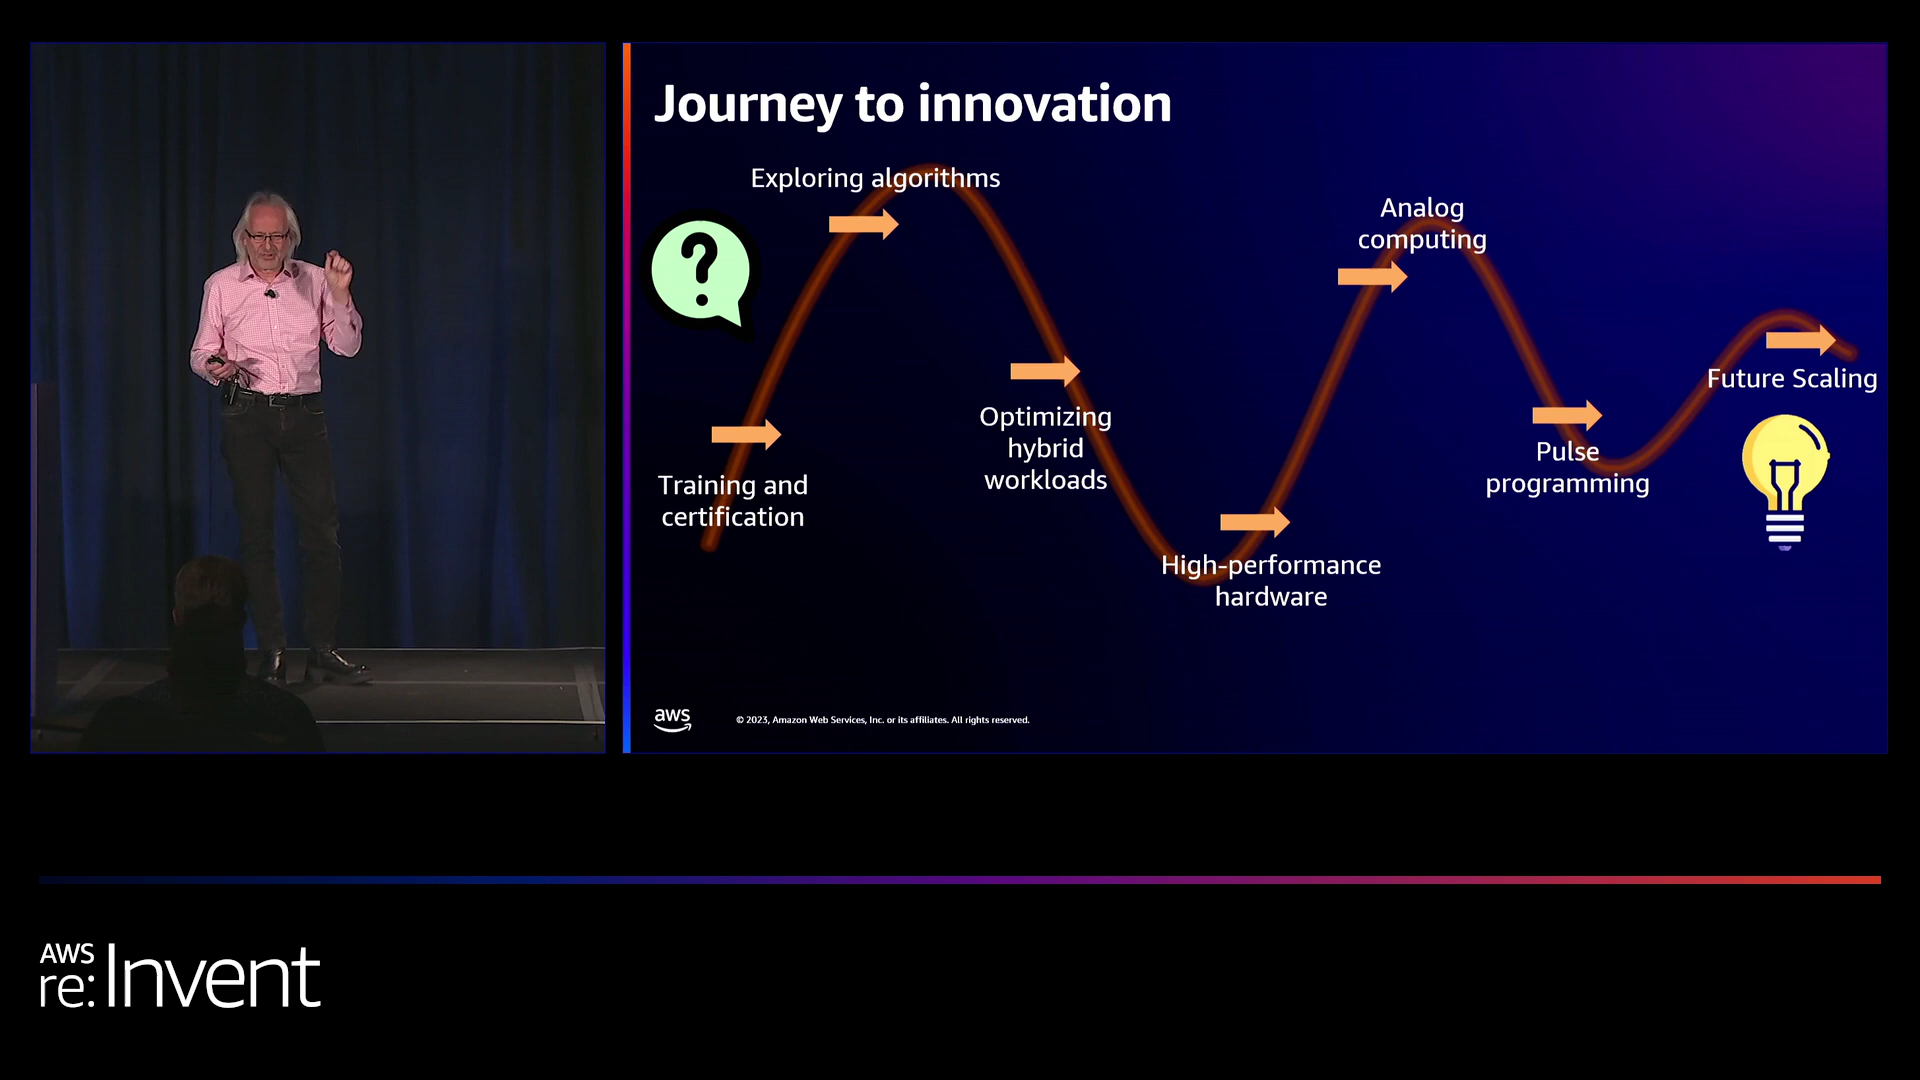 Journey to innovation
Exploring algorithms
?
Training and
certification
Optimizing
hybrid
workloads
High-performance
hardware
Analog
computing
Pulse
programming
Future Scaling
aws
© 2023, Amazon Web Services, Inc. or its affiliates. All rights reserved.
AWS
re:Invent